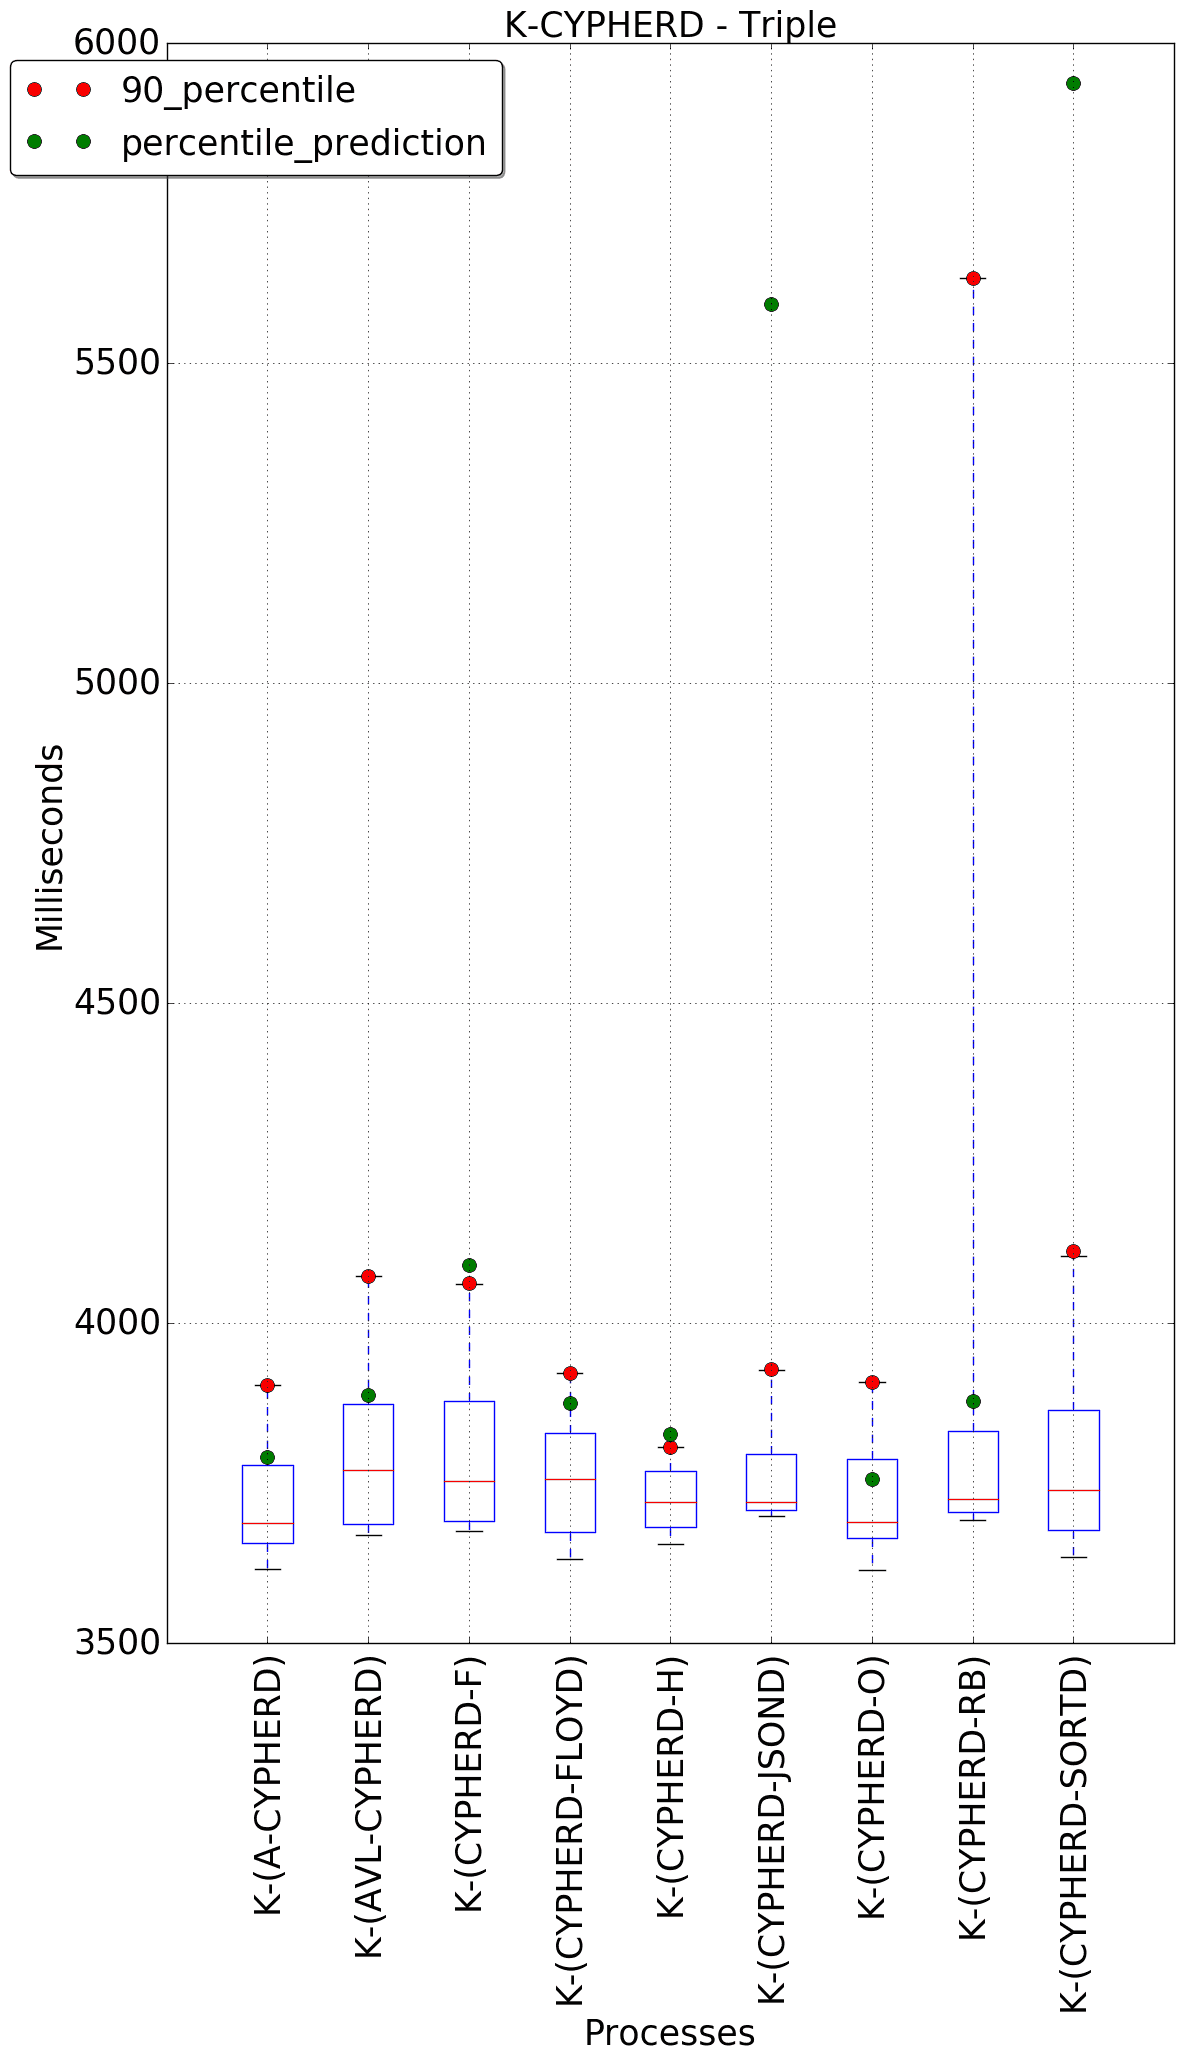 K-CYPHERD - Triple
90_percentile
percentile_prediction
6000
5500
5000
4500
4000
3500
Milliseconds
K-(A-CYPHERD)
K-(AVL-CYPHERD)
K-(CYPHERD-F)
K-(CYPHERD-FLOYD)
K-(CYPHERD-H)
K-(CYPHERD-JSOND)
K-(CYPHERD-O)
K-(CYPHERD-RB)
K-(CYPHERD-SORTD)
Processes